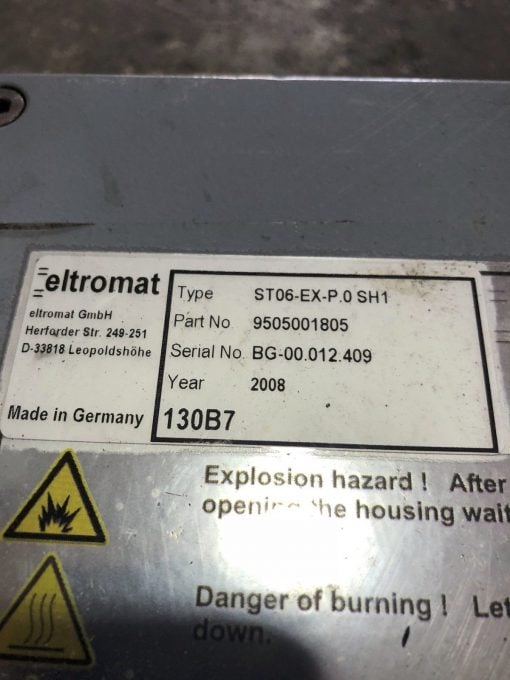 eltromat
eltromat GmbH
Herforder Str. 249-251
D-33818 Leopoldshöhe
Made in Germany
Type ST06-EX-P.0 SH1
Part No 9505001805
Serial No. BG-00.012.409
Year 2008
130B7
Explosion hazard ! After
opening the housing wait
Danger of burning ! Let
down.